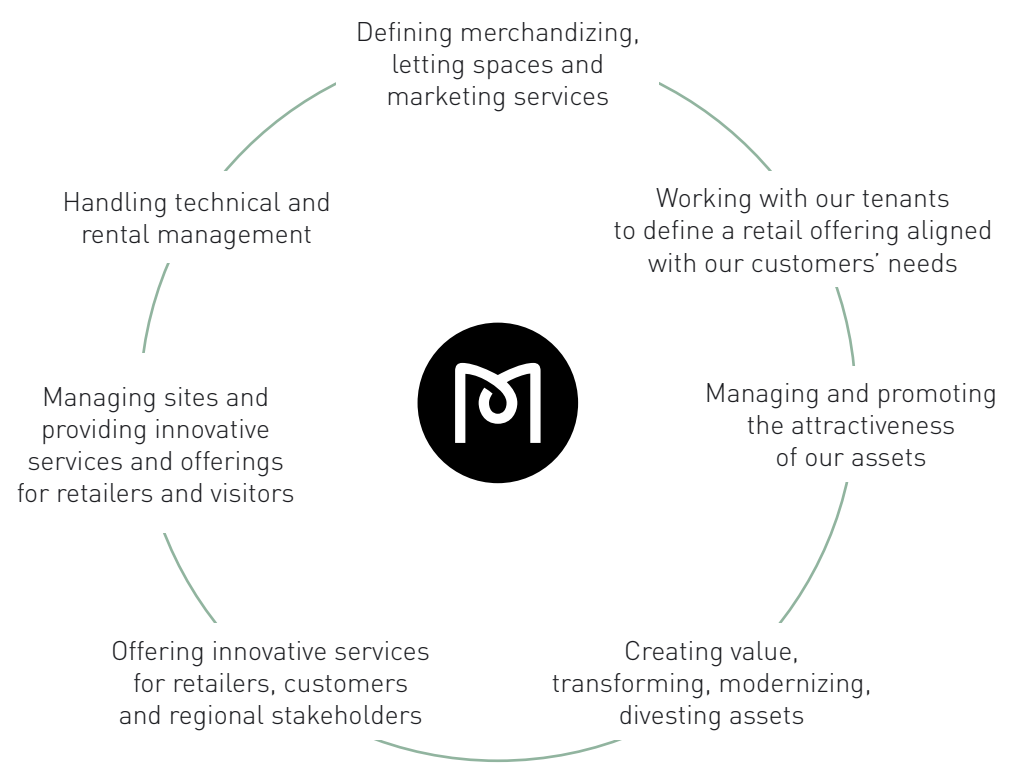 Defining merchandizing,
letting spaces and
marketing services
Working with our tenants
to define a retail offering aligned
with our customers’ needs
Managing and promoting
the attractiveness
of our assets
Creating value,
transforming, modernizing,
divesting assets
Offering innovative services
for retailers, customers
and regional stakeholders
Managing sites and
providing innovative
services and offerings
for retailers and visitors
Handling technical and
rental management
M